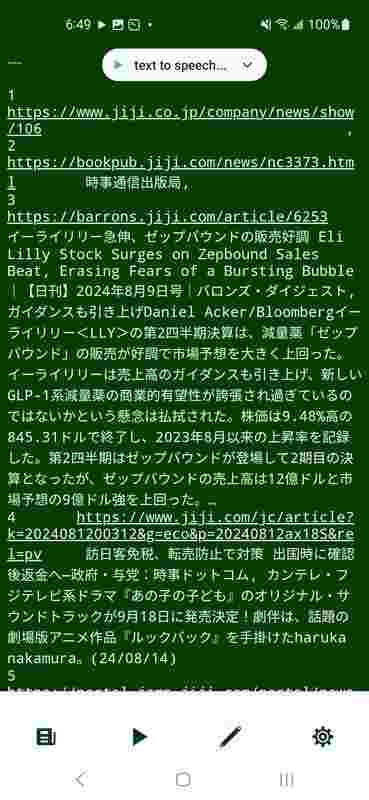 6:49
100%
---
text to speech...
1
https://www.jiji.co.jp/company/news/show
/106 ,
2
https://bookpub.jiji.com/news/nc3373.htm
l 時事通信出版局,
3
https://barrons.jiji.com/article/6253
イーライリリー急伸、ゼップバウンドの販売好調 Eli
Lilly Stock Surges on Zepbound Sales
Beat, Erasing Fears of a Bursting Bubble
|【日刊】2024年8月9日号|バロンズ・ダイジェスト,
ガイダンスも引き上げDaniel Acker/Bloombergイー
ライリリー<LLY>の第2四半期決算は、減量薬「ゼップ
バウンド」の販売が好調で市場予想を大きく上回った。
イーライリリーは売上高のガイダンスも引き上げ、新しい
GLP-1系減量薬の商業的有望性が誇張され過ぎているの
ではないかという懸念は払拭された。株価は9.48%高の
845.31ドルで終了し、2023年8月以来の上昇率を記録
した。第2四半期はゼップバウンドが登場して2期目の決
算となったが、ゼップバウンドの売上高は12億ドルと市
場予想の9億ドル強を上回った。…
4 https://www.jiji.com/jc/article?
k=2024081200312&g=eco&p=20240812ax18S&re
l=pv 訪日客免税、転売防止で対策 出国時に確認
後返金へ―政府・与党:時事ドットコム, カンテレ・フ
ジテレビ系ドラマ『あの子の子ども』のオリジナル・サ
ウンドトラックが9月18日に発売決定!劇伴は、話題の
劇場版アニメ作品『ルックバック』を手掛けたharuka
nakamura。(24/08/14)
5